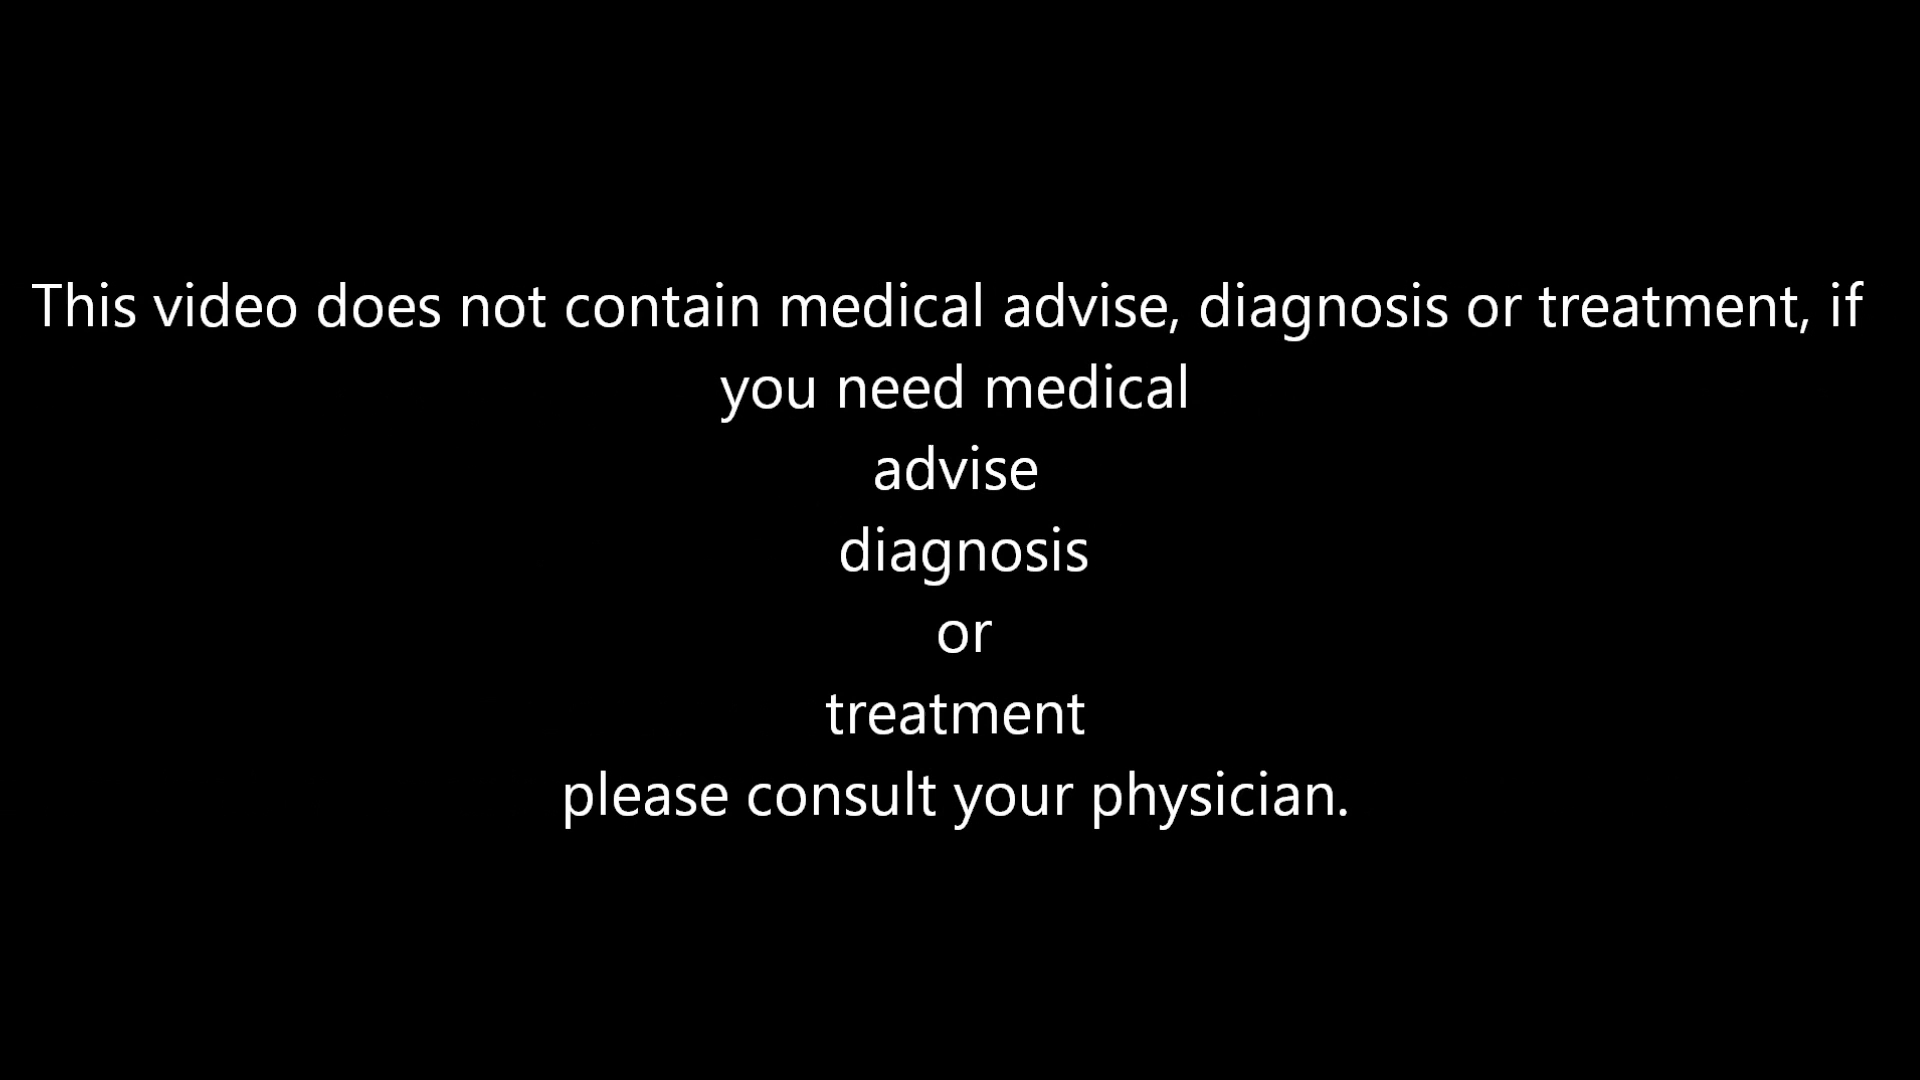 This video does not contain medical advise, diagnosis or treatment, if
you need medical
advise
diagnosis
or
treatment
please consult your physician.